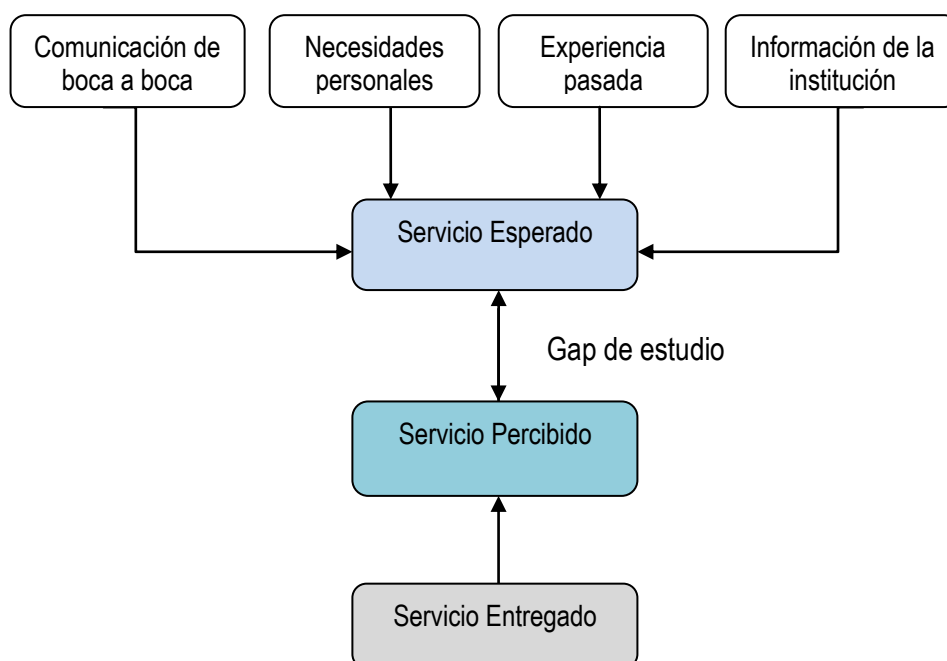 Comunicación de
boca a boca
Necesidades
personales
Experiencia
pasada
Información de la
institución
Servicio Esperado
Gap de estudio
Servicio Percibido
Servicio Entregado